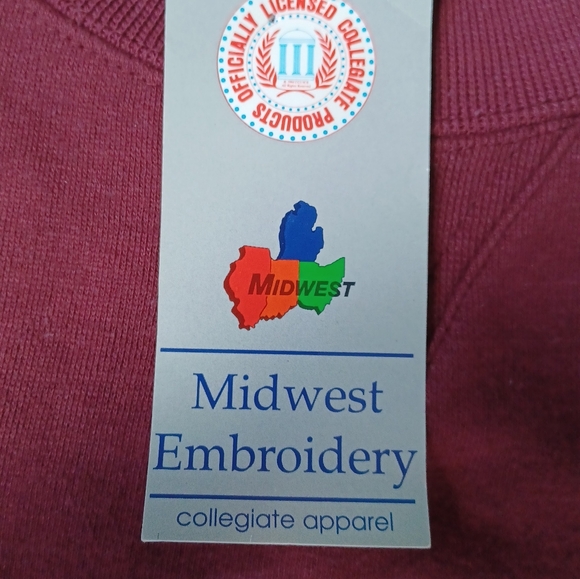 OFFICIALLY LICENSED COLLEGIATE PRODUCTS
MIDWEST
Midwest
Embroidery
collegiate apparel